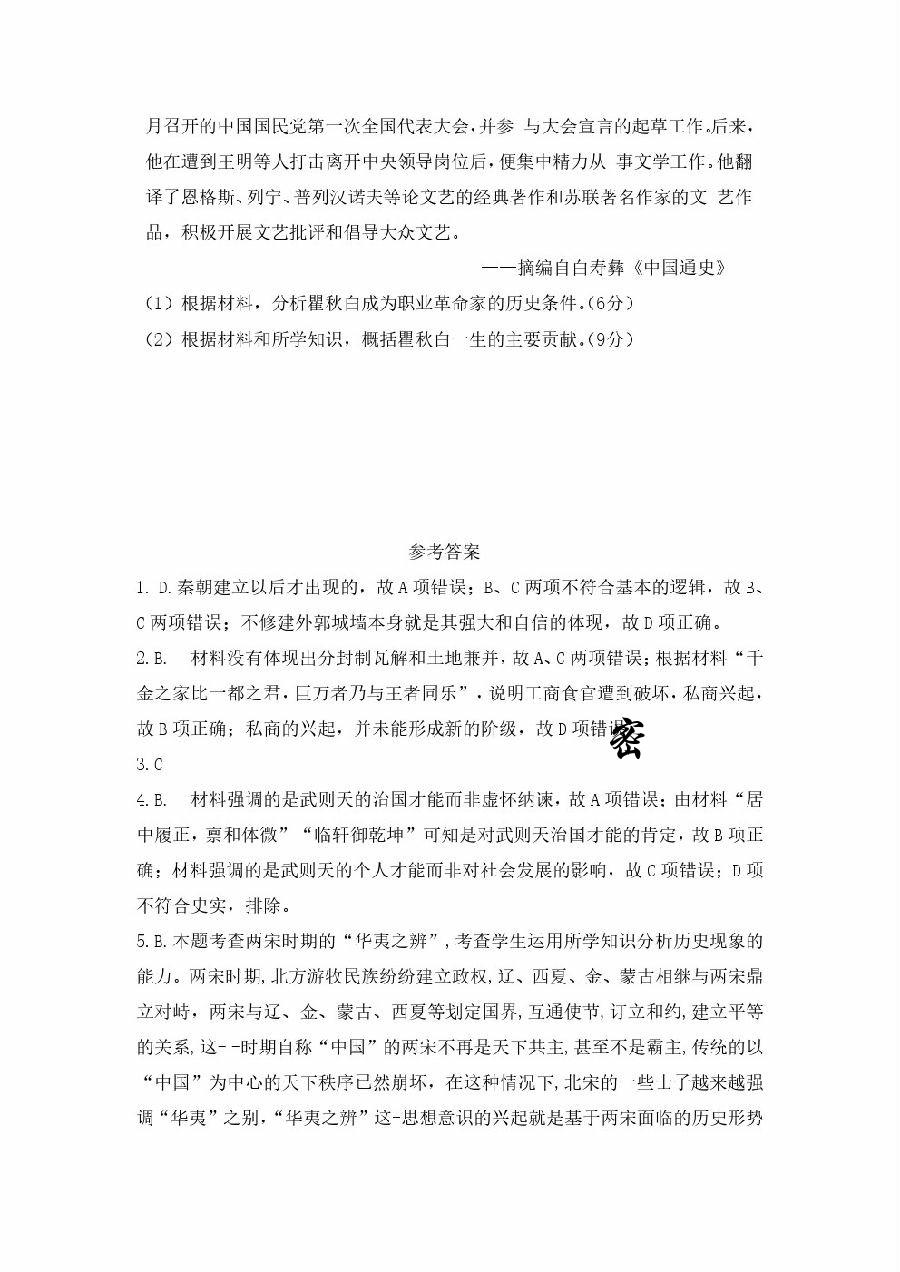 月召开的中国国民党第一次全国代表大会,并参 与大会宣言的起草工作。后来,
他在遭到王明等人打击离开中央领导岗位后,便集中精力从 事文学工作。他翻
译了恩格斯、列宁、普列汉诺夫等论文艺的经典著作和苏联著名作家的文 艺作
品，积极开展文艺批评和倡导大众文艺。
——摘编自白寿彝《中国通史》
(1) 根据材料，分析瞿秋白成为职业革命家的历史条件.(6分)
(2) 根据材料和所学知识，概括瞿秋白一生的主要贡献.(9分)
参考答案
1. D.秦朝建立以后才出现的，故A项错误；B、C两项不符合基本的逻辑，故B、
C两项错误；不修建外郭城墙本身就是其强大和自信的体现，故D项正确。
2.B. 材料没有体现出分封制瓦解和土地兼并，故A、C两项错误；根据材料“千
金之家比一都之君，巨万者乃与王者同乐”，说明工商食官遭到破坏，私商兴起，
故B项正确；私商的兴起，并未能形成新的阶级，故D项错误
密
3.C
4.B. 材料强调的是武则天的治国才能而非虚怀纳谏，故A项错误；由材料“居
中履正，禀和体微”“临轩御乾坤”可知是对武则天治国才能的肯定，故B项正
确；材料强调的是武则天的个人才能而非对社会发展的影响，故C项错误；D项
不符合史实，排除。
5.B.本题考查两宋时期的“华夷之辨”,考查学生运用所学知识分析历史现象的
能力。两宋时期,北方游牧民族纷纷建立政权,辽、西夏、金、蒙古相继与两宋鼎
立对峙，两宋与辽、金、蒙古、西夏等划定国界,互通使节,订立和约,建立平等
的关系,这--时期自称“中国”的两宋不再是天下共主,甚至不是霸主,传统的以
“中国”为中心的天下秩序已然崩坏，在这种情况下,北宋的一些士子越来越强
调“华夷”之别，“华夷之辨”这-思想意识的兴起就是基于两宋面临的历史形势